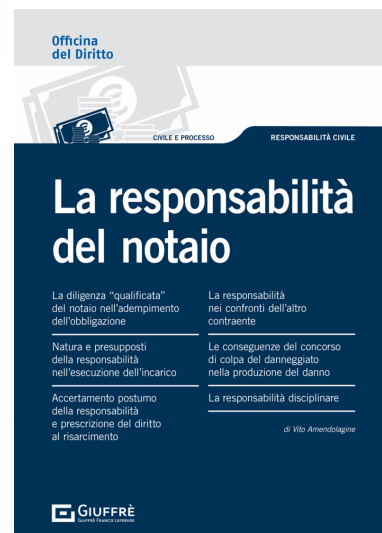 Officina
del Diritto
CIVILE E PROCESSO
RESPONSABILITÀ CIVILE
La responsabilità
del notaio
La diligenza “qualificata”
del notaio nell’adempimento
dell’obbligazione
Natura e presupposti
della responsabilità
nell’esecuzione dell’incarico
Accertamento postumo
della responsabilità
e prescrizione del diritto
al risarcimento
La responsabilità
nei confronti dell’altro
contraente
Le conseguenze del concorso
di colpa del danneggiato
nella produzione del danno
La responsabilità disciplinare
di Vito Amendolagine
GIUFFRÈ
GIUFFRÈ FRANCIS LEFEBVRE